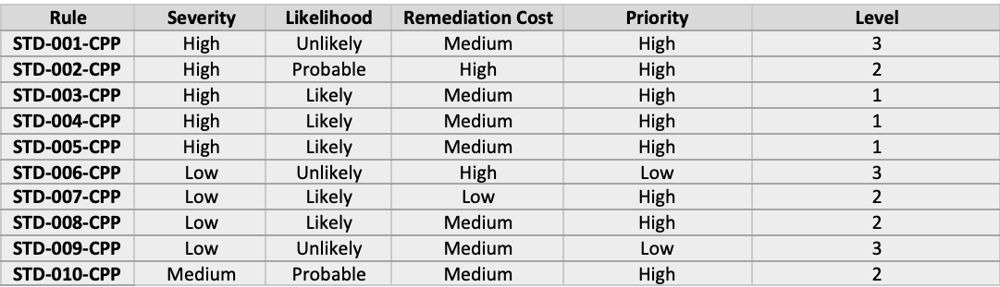 Rule Severity Likelihood Remediation Cost Priority Level
STD-001-CPP High Unlikely Medium High 3
STD-002-CPP High Probable High High 2
STD-003-CPP High Likely Medium High 1
STD-004-CPP High Likely Medium High 1
STD-005-CPP High Likely Medium High 1
STD-006-CPP Low Unlikely High Low 3
STD-007-CPP Low Likely Low High 2
STD-008-CPP Low Likely Medium High 2
STD-009-CPP Low Unlikely Medium Low 3
STD-010-CPP Medium Probable Medium High 2